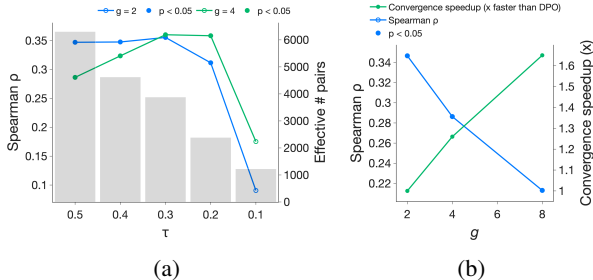 g = 2 p < 0.05 g = 4 p < 0.05
Spearman ρ
0.35
0.3
0.25
0.2
0.15
0.1
0.5 0.4 0.3 0.2 0.1
τ
6000
5000
4000
3000
2000
1000
0
Effective # pairs
(a)
Convergence speedup (x faster than DPO)
Spearman ρ
p < 0.05
Spearman ρ
0.34
0.32
0.3
0.28
0.26
0.24
0.22
2 4 6 8
g
1.6
1.5
1.4
1.3
1.2
1.1
1
Convergence speedup (x)
(b)